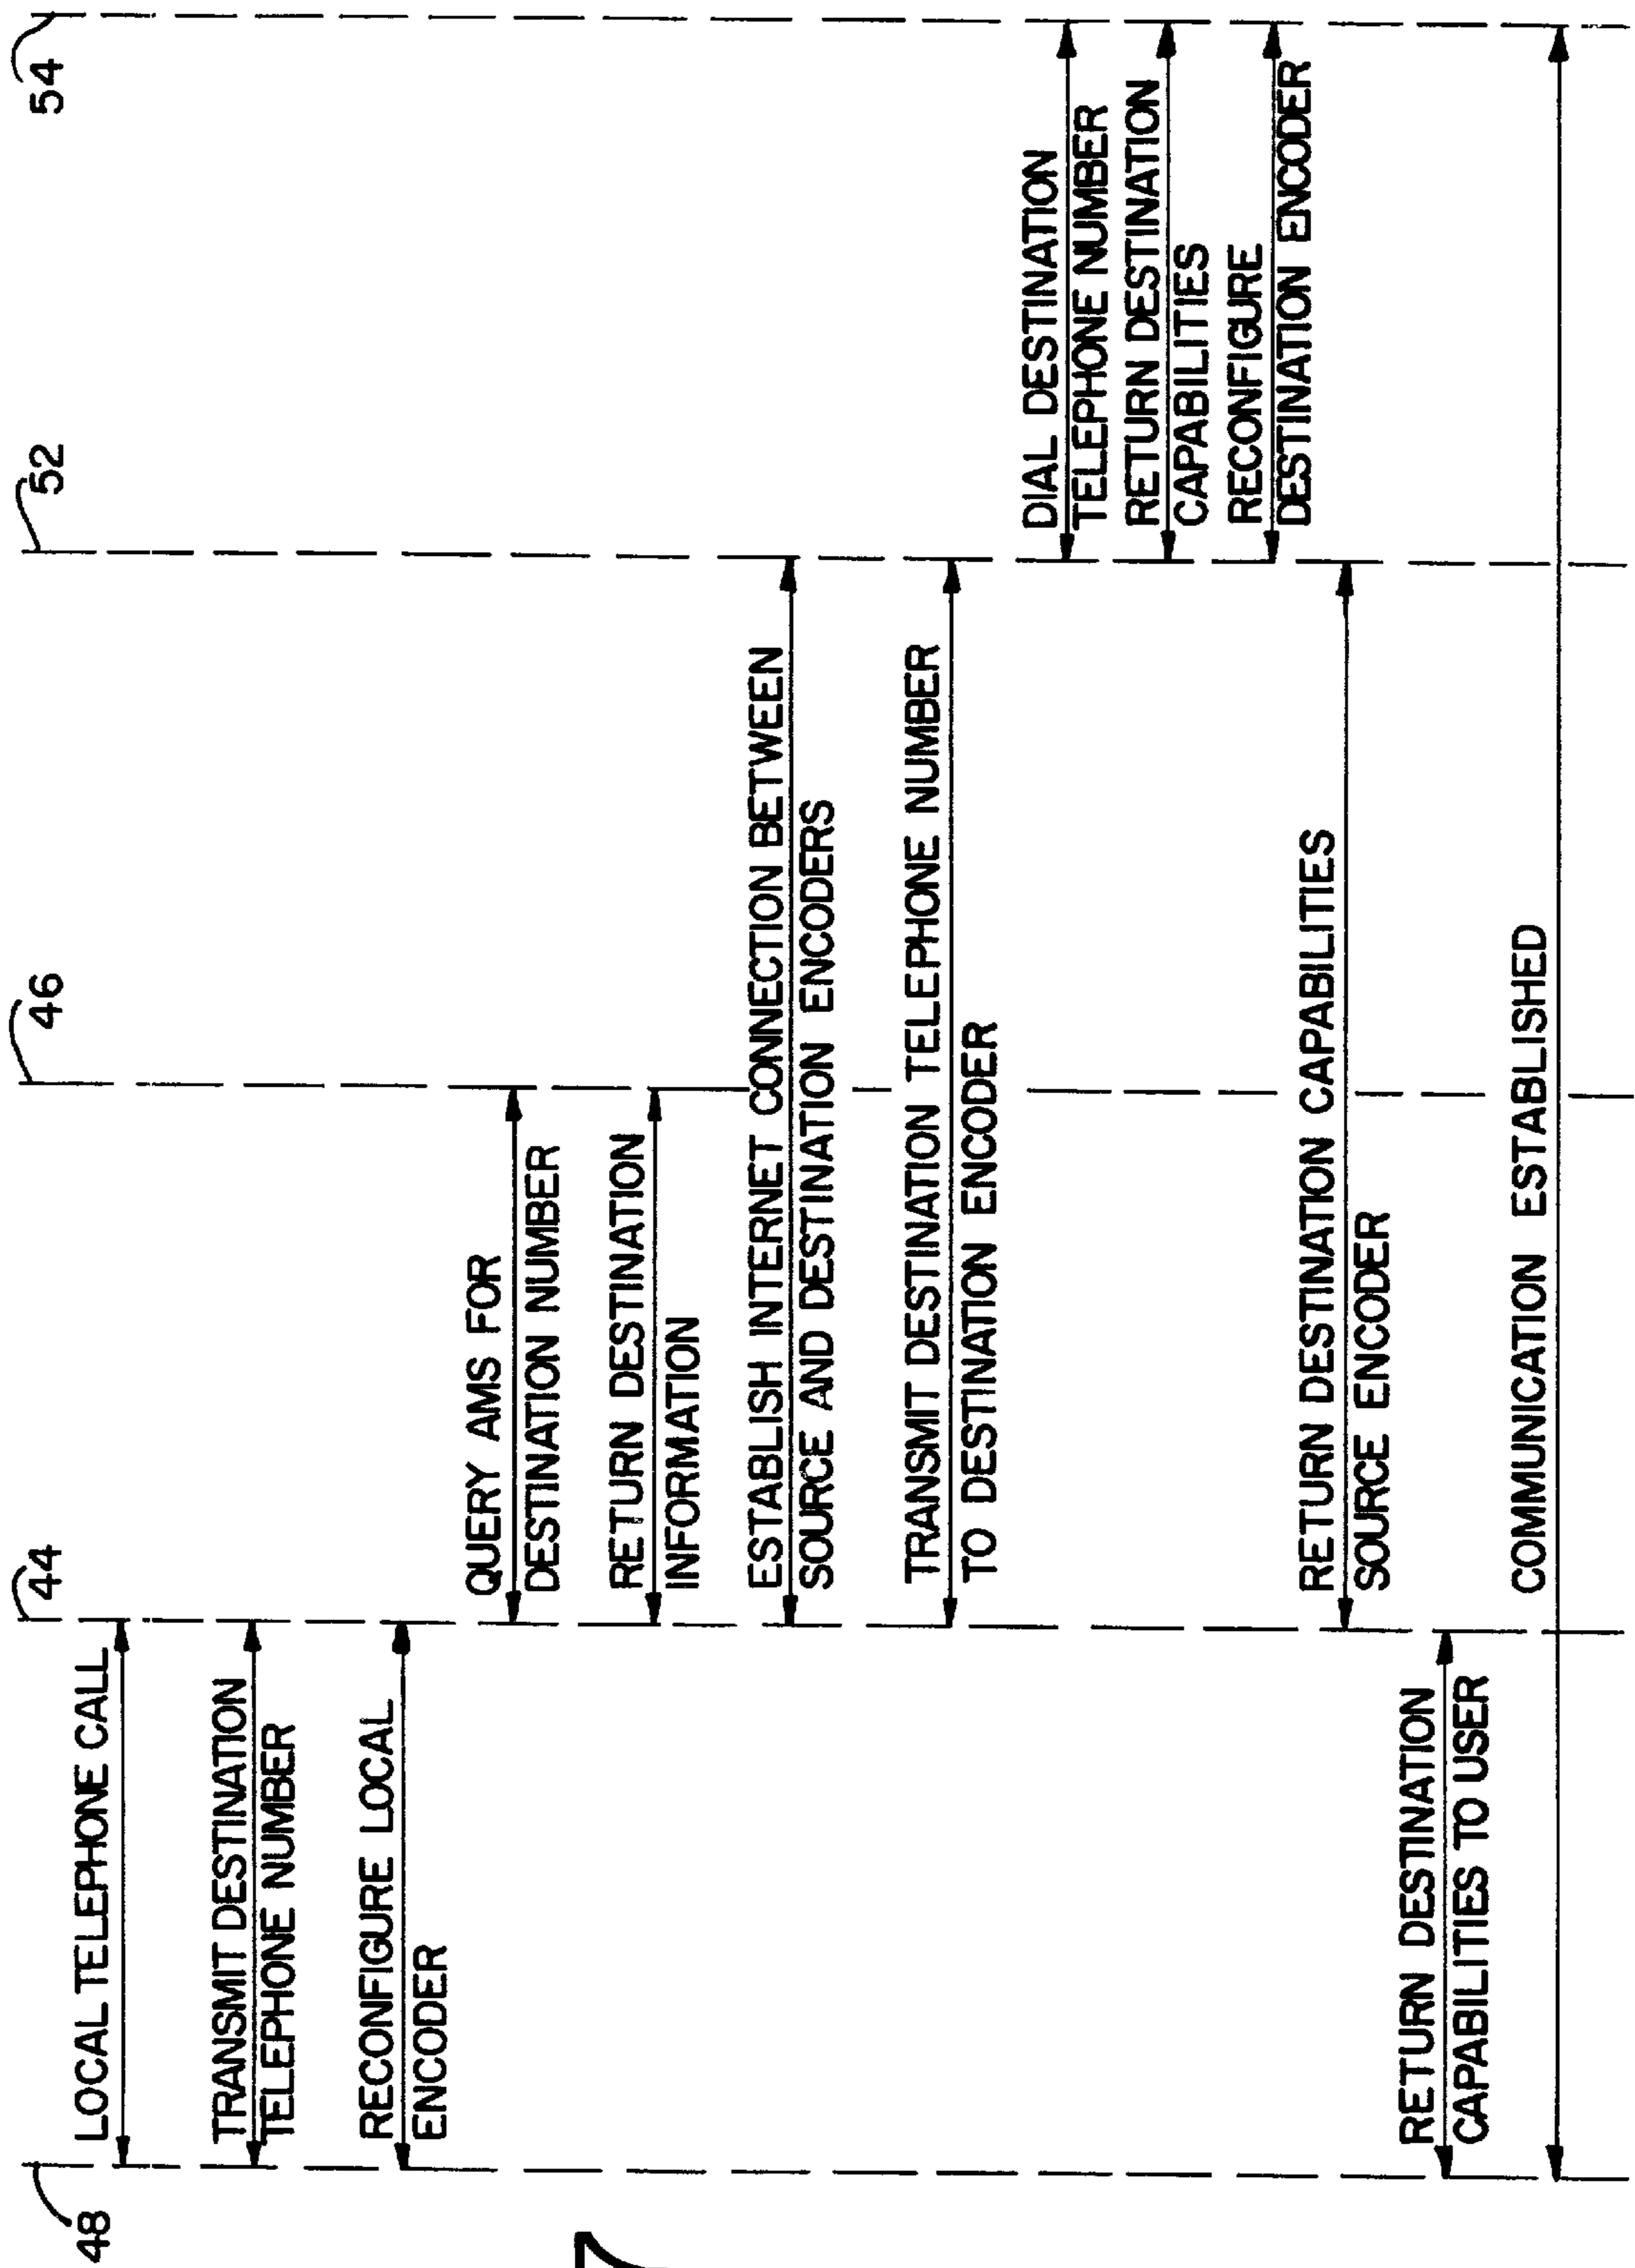 48
44
46
52
54
LOCAL TELEPHONE CALL
TRANSMIT DESTINATION
TELEPHONE NUMBER
RECONFIGURE LOCAL
ENCODER
QUERY AMS FOR
DESTINATION NUMBER
RETURN DESTINATION
INFORMATION
ESTABLISH INTERNET CONNECTION BETWEEN
SOURCE AND DESTINATION ENCODERS
TRANSMIT DESTINATION TELEPHONE NUMBER
TO DESTINATION ENCODER
DIAL DESTINATION
TELEPHONE NUMBER
RETURN DESTINATION
CAPABILITIES
RECONFIGURE
DESTINATION ENCODER
RETURN DESTINATION CAPABILITIES
SOURCE ENCODER
RETURN DESTINATION
CAPABILITIES TO USER
COMMUNICATION ESTABLISHED
7